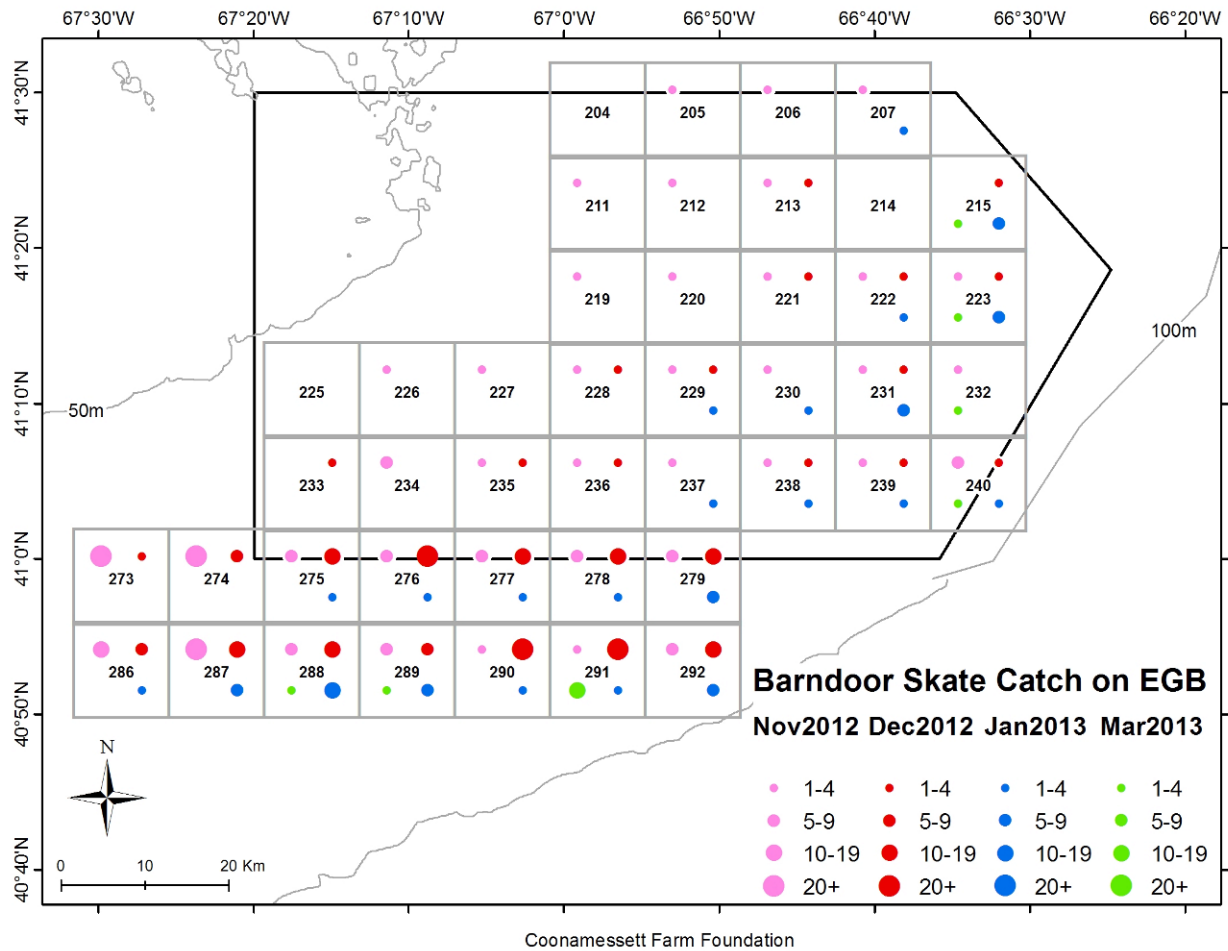 67°30'W 67°20'W 67°10'W 67°0'W 66°50'W 66°40'W 66°30'W 66°20'W
41°30'N
41°20'N
41°10'N
41°0'N
40°50'N
40°40'N
204 205 206 207
211 212 213 214 215
219 220 221 222 223
100m
225 226 227 228 229 230 231 232
50m
233 234 235 236 237 238 239 240
273 274 275 276 277 278 279
286 287 288 289 290 291 292
Barndoor Skate Catch on EGB
Nov2012 Dec2012 Jan2013 Mar2013
1-4 1-4 1-4 1-4
5-9 5-9 5-9 5-9
10-19 10-19 10-19 10-19
20+ 20+ 20+ 20+
N
0 10 20 Km
Coonamessett Farm Foundation